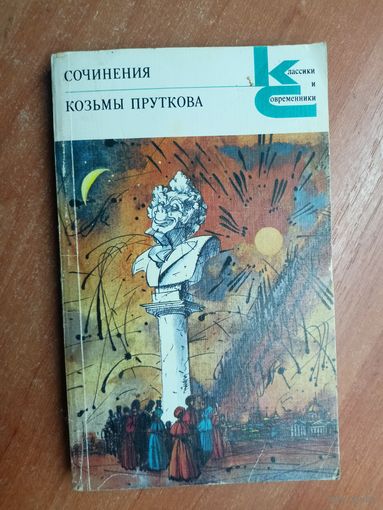 СОЧИНЕНИЯ
КОЗЬМЫ ПРУТКОВА
Классики
и
Современники